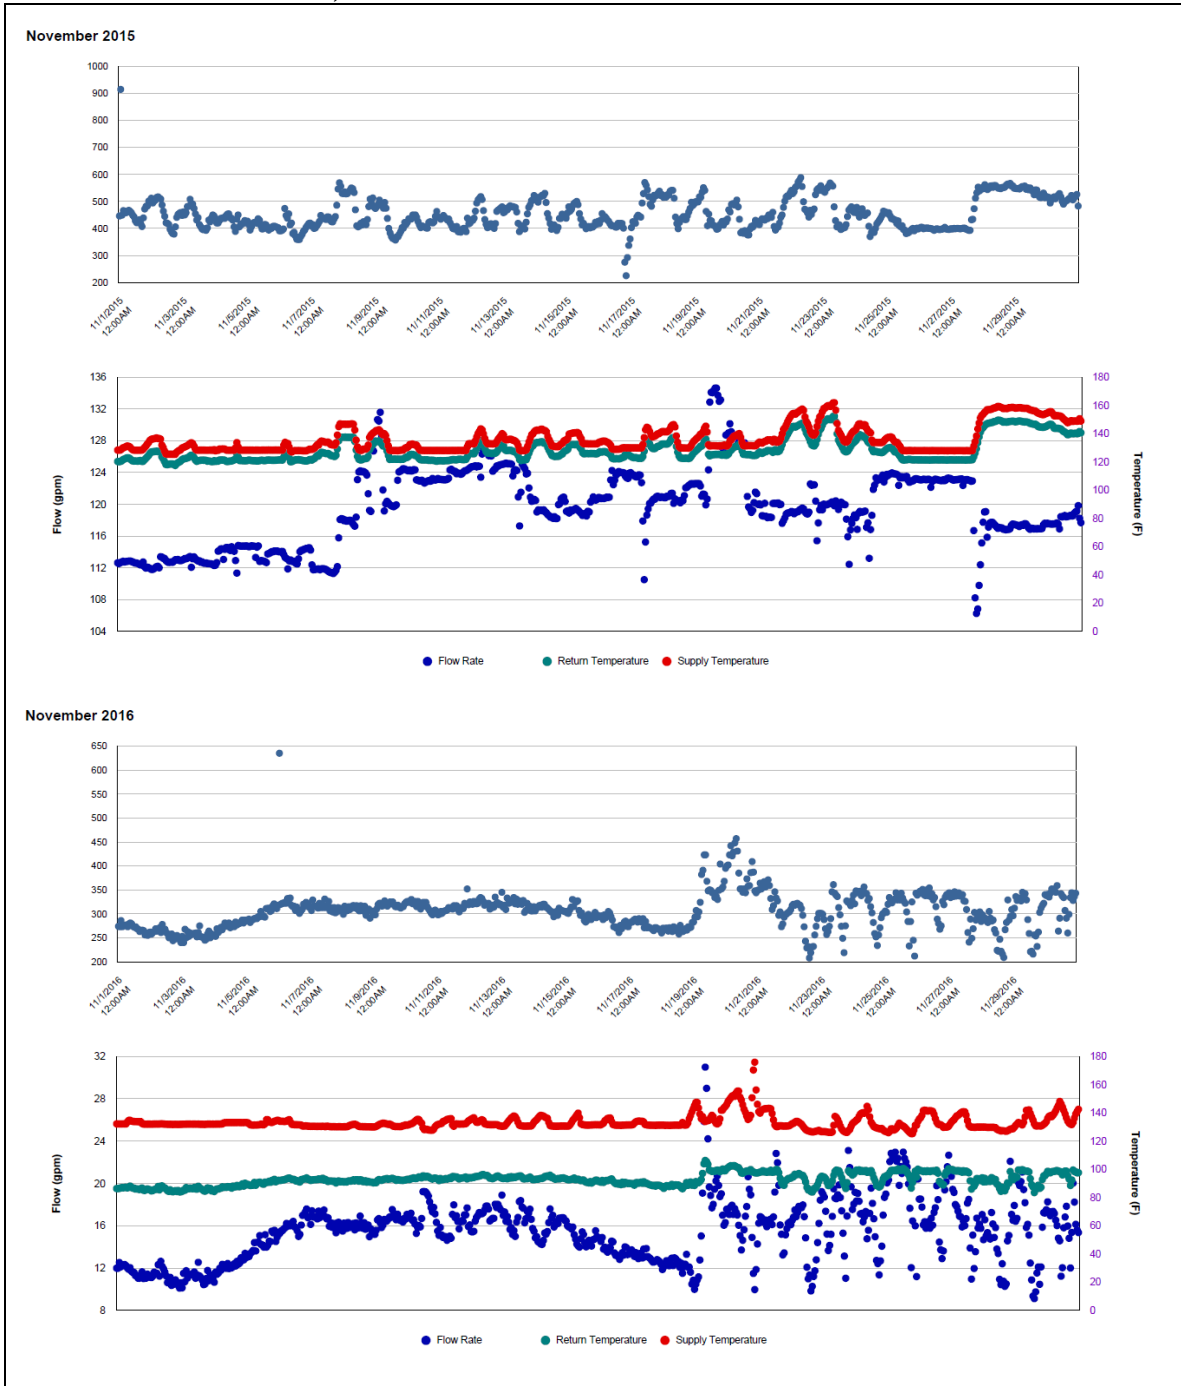 November 2015
1000
900
800
700
600
500
400
300
200
11/1/2015 12:00AM
11/3/2015 12:00AM
11/5/2015 12:00AM
11/7/2015 12:00AM
11/9/2015 12:00AM
11/11/2015 12:00AM
11/13/2015 12:00AM
11/15/2015 12:00AM
11/17/2015 12:00AM
11/19/2015 12:00AM
11/21/2015 12:00AM
11/23/2015 12:00AM
11/25/2015 12:00AM
11/27/2015 12:00AM
11/29/2015 12:00AM
Flow (gpm)
136
132
128
124
120
116
112
108
104
180
160
140
120
100
80
60
40
20
0
Temperature (F)
Flow Rate Return Temperature Supply Temperature
November 2016
650
600
550
500
450
400
350
300
250
200
11/1/2016 12:00AM
11/3/2016 12:00AM
11/5/2016 12:00AM
11/7/2016 12:00AM
11/9/2016 12:00AM
11/11/2016 12:00AM
11/13/2016 12:00AM
11/15/2016 12:00AM
11/17/2016 12:00AM
11/19/2016 12:00AM
11/21/2016 12:00AM
11/23/2016 12:00AM
11/25/2016 12:00AM
11/27/2016 12:00AM
11/29/2016 12:00AM
Flow (gpm)
32
28
24
20
16
12
8
180
160
140
120
100
80
60
40
20
0
Temperature (F)
Flow Rate Return Temperature Supply Temperature